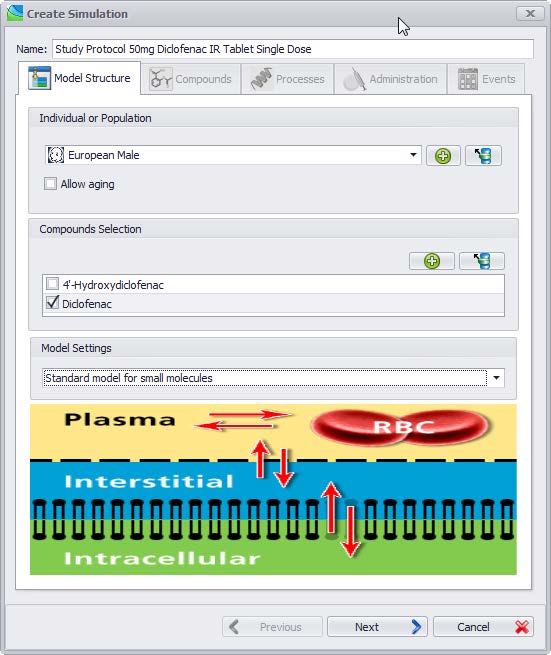 Create Simulation
Name: Study Protocol 50mg Diclofenac IR Tablet Single Dose
Model Structure Compounds Processes Administration Events
Individual or Population
European Male
Allow aging
Compounds Selection
4'-Hydroxydiclofenac
Diclofenac
Model Settings
Standard model for small molecules
Plasma RBC
Interstitial
Intracellular
Previous Next Cancel